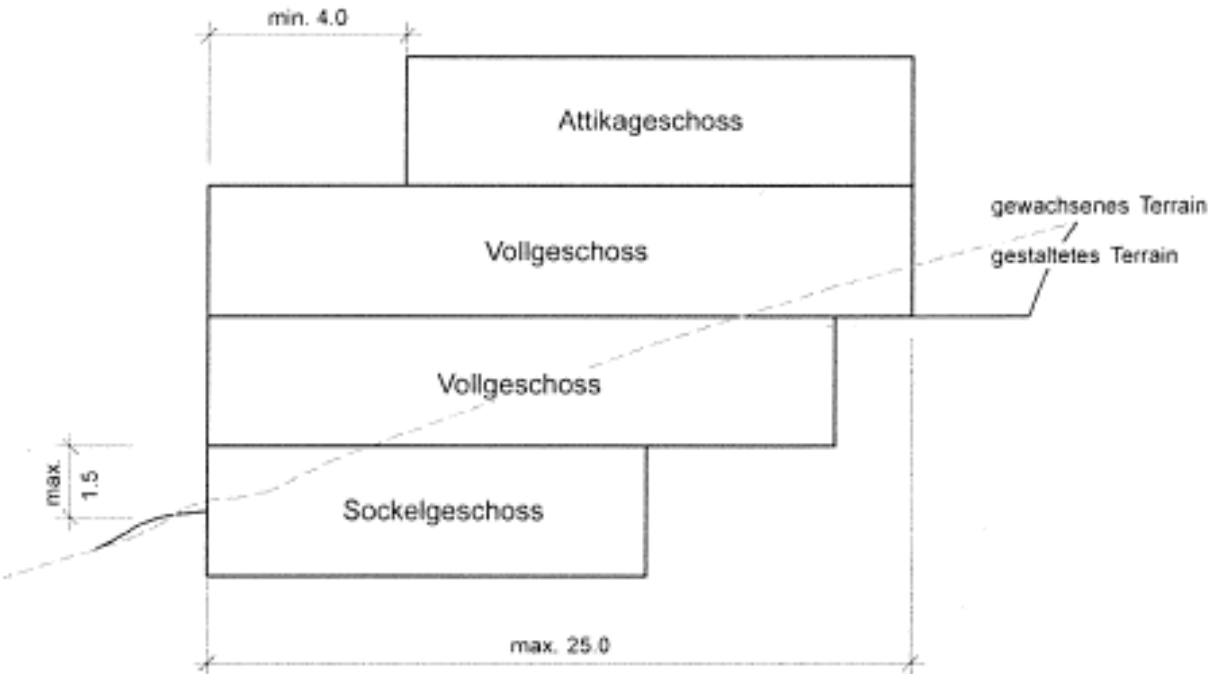 min. 4.0
Attikageschoss
gewachsenes Terrain
Vollgeschoss
gestaltetes Terrain
Vollgeschoss
max.
1.5
Sockelgeschoss
max. 25.0